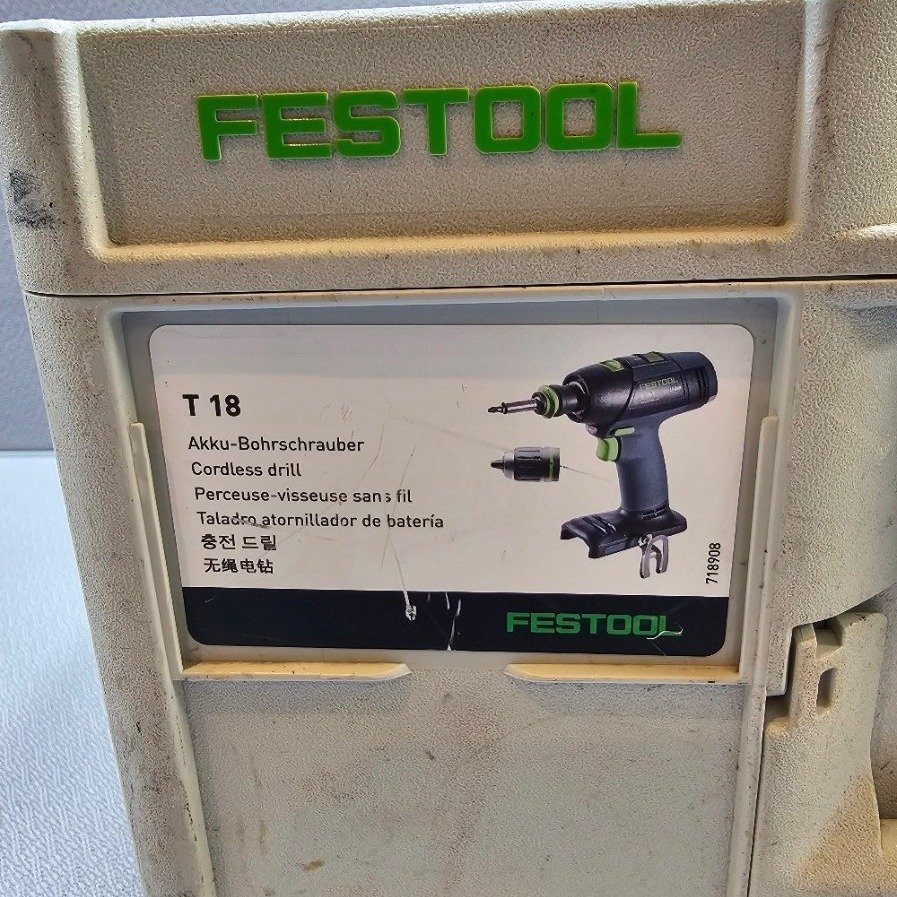 FESTOOL
T 18
Akku-Bohrschrauber
Cordless drill
Perceuse-visseuse sans fil
Taladro atornillador de batería
충전 드릴
无绳电钻
FESTOOL
718908
FESTOOL